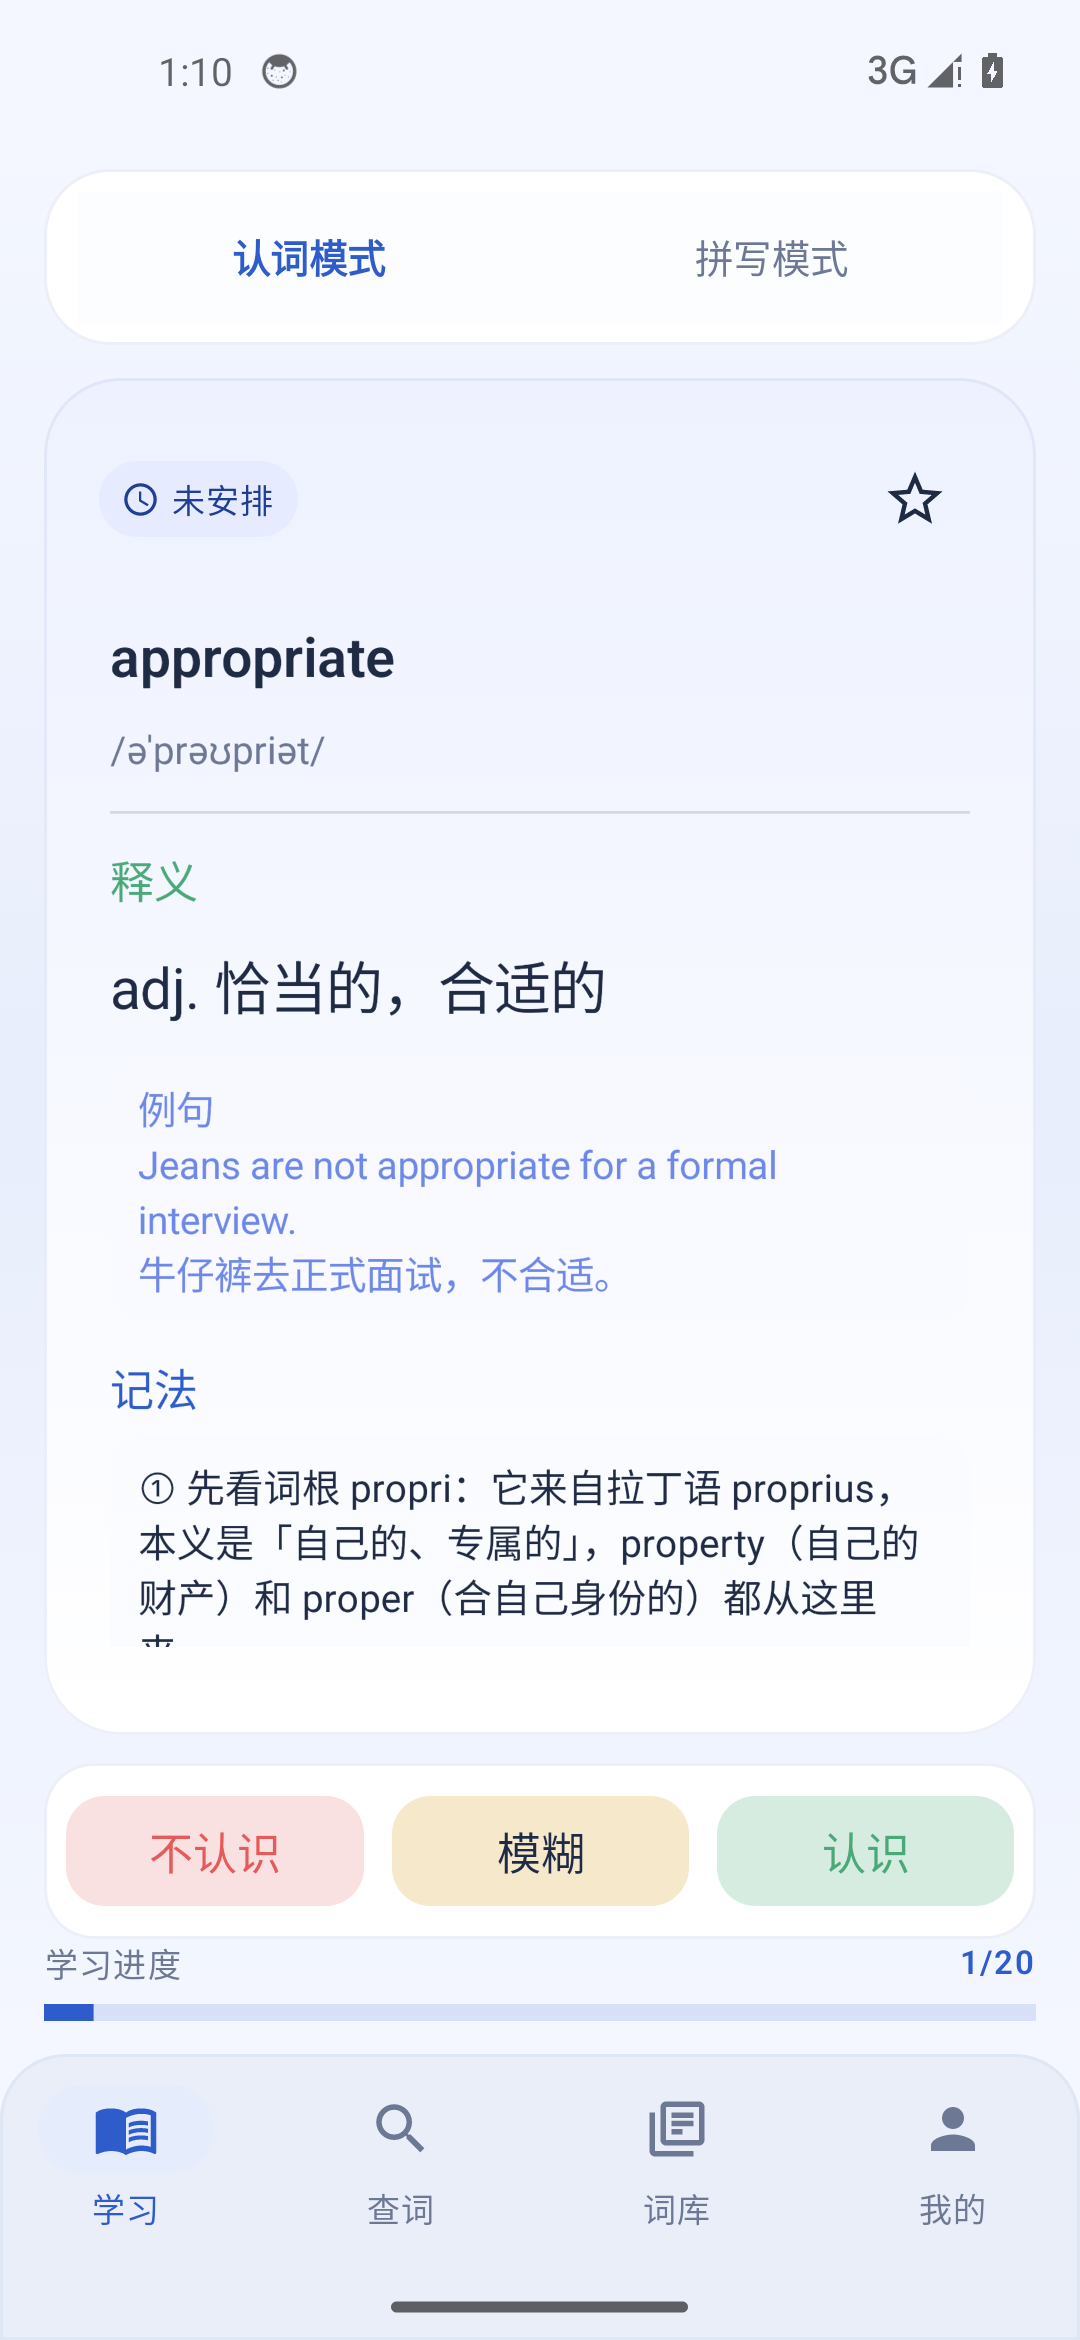 1:10
3G
认词模式
拼写模式
未安排
appropriate
/əˈprəʊpriət/
释义
adj. 恰当的，合适的
例句
Jeans are not appropriate for a formal
interview.
牛仔裤去正式面试，不合适。
记法
① 先看词根 propri：它来自拉丁语 proprius，
本义是「自己的、专属的」，property（自己的
财产）和 proper（合自己身份的）都从这里
不认识
模糊
认识
学习进度
1/20
学习
查词
词库
我的